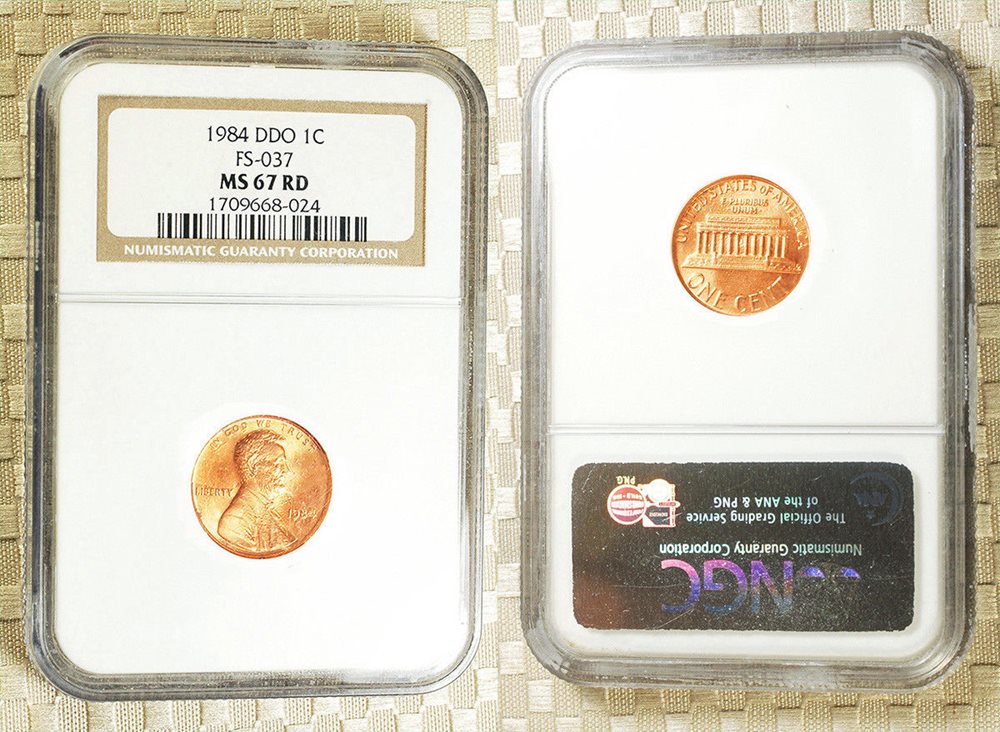 1984 DDO 1C
FS-037
MS 67 RD
1709668-024
NUMISMATIC GUARANTY CORPORATION
IN GOD WE TRUST
LIBERTY
1984
UNITED STATES OF AMERICA
E·PLURIBUS
UNUM
ONE CENT
NGC
Numismatic Guaranty Corporation
The Official Grading Service
of the ANA & PNG
PNG